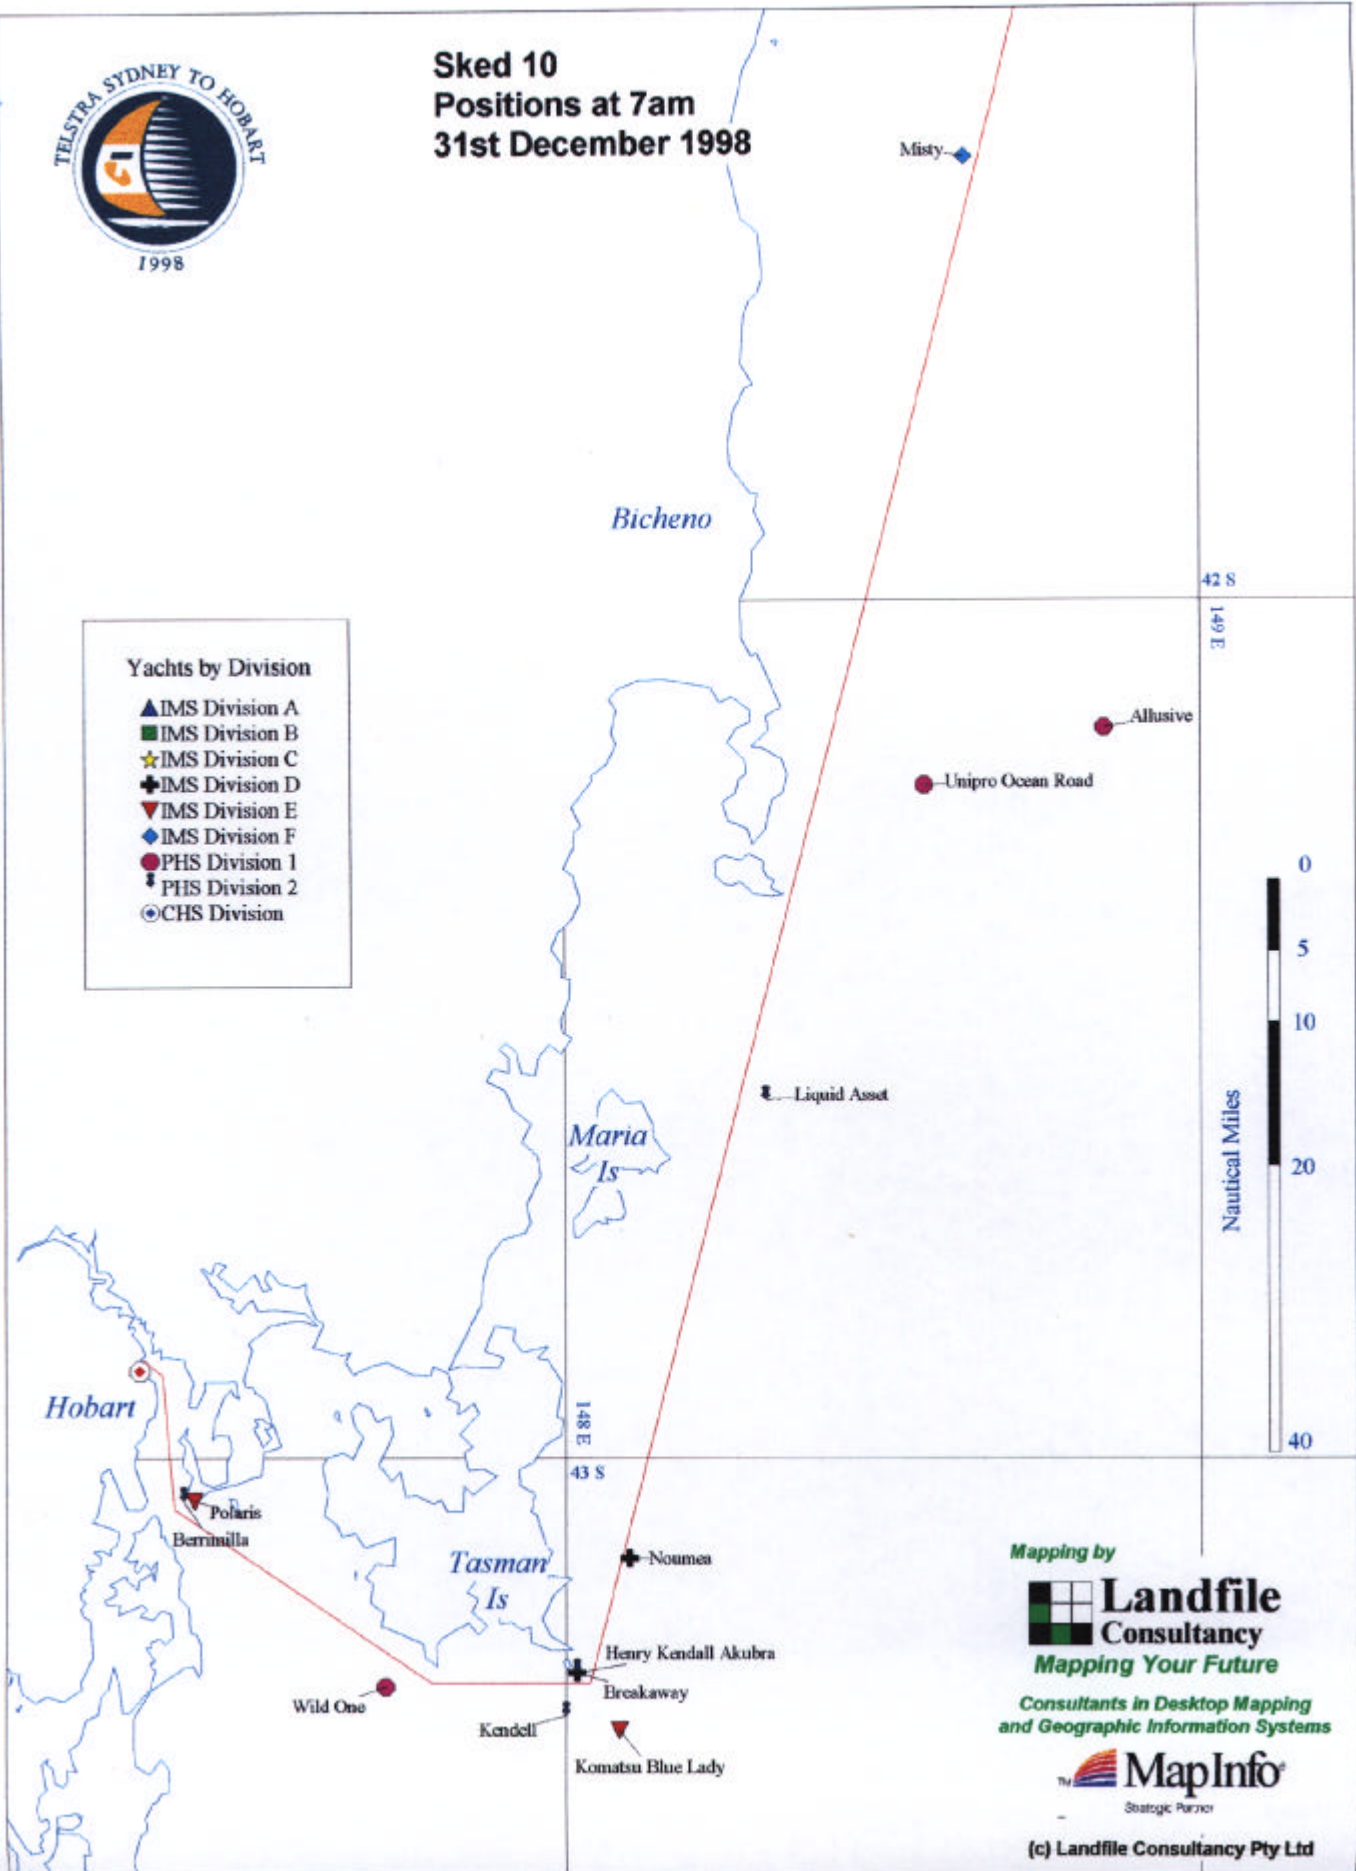 TELSTRA SYDNEY TO HOBART
1998
Sked 10
Positions at 7am
31st December 1998
Misty
Bicheno
42 S
149 E
Yachts by Division
IMS Division A
IMS Division B
IMS Division C
IMS Division D
IMS Division E
IMS Division F
PHS Division 1
PHS Division 2
CHS Division
Allusive
Unipro Ocean Road
0
5
10
20
40
Nautical Miles
Liquid Asset
Maria
Is
Hobart
148 E
43 S
Polaris
Berrimilla
Tasman
Is
Noumea
Henry Kendall Akubra
Breakaway
Wild One
Kendell
Komatsu Blue Lady
Mapping by
Landfile
Consultancy
Mapping Your Future
Consultants in Desktop Mapping
and Geographic Information Systems
TM
MapInfo
Strategic Partner
(c) Landfile Consultancy Pty Ltd